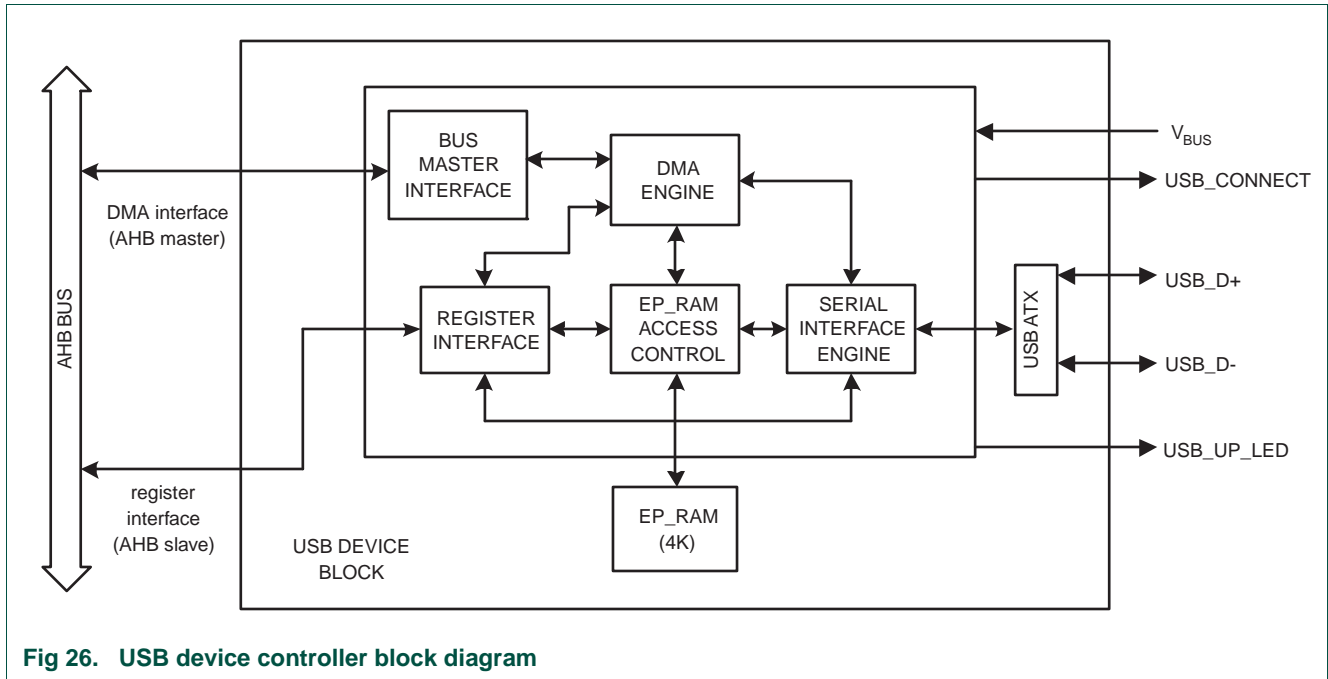 BUS
MASTER
INTERFACE
DMA
ENGINE
V_BUS
USB_CONNECT
DMA interface
(AHB master)
AHB BUS
REGISTER
INTERFACE
EP_RAM
ACCESS
CONTROL
SERIAL
INTERFACE
ENGINE
USB ATX
USB_D+
USB_D-
USB_UP_LED
register
interface
(AHB slave)
EP_RAM
(4K)
USB DEVICE
BLOCK
Fig 26. USB device controller block diagram